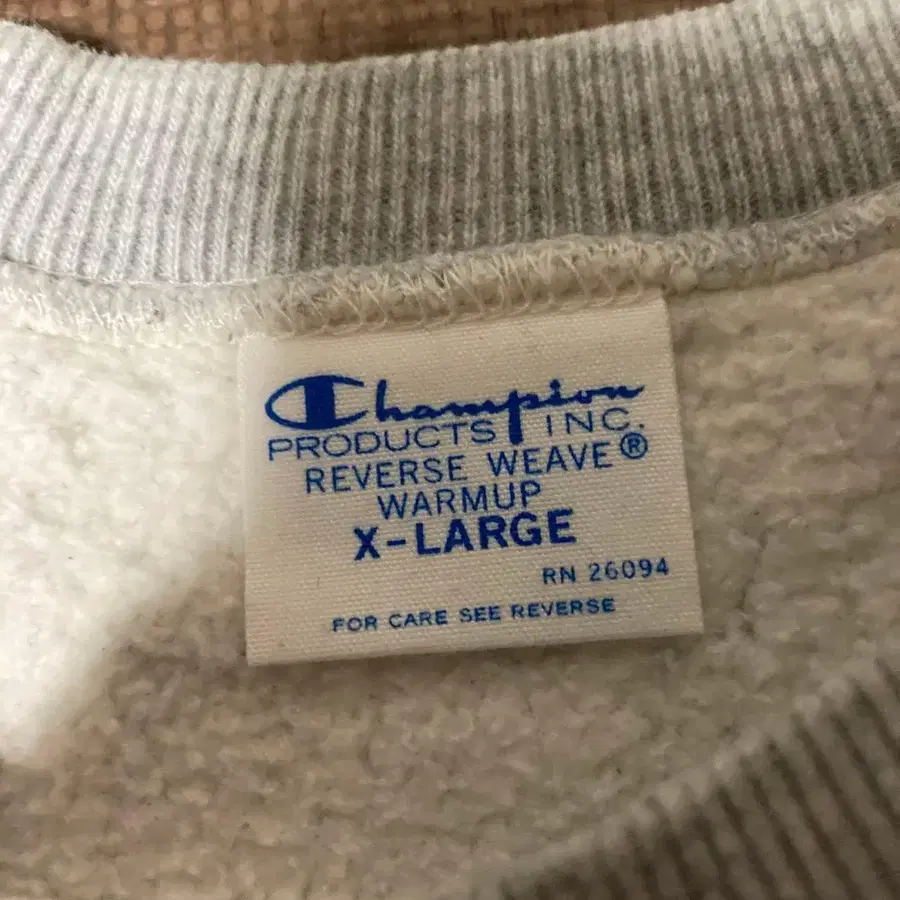 Champion
PRODUCTS INC.
REVERSE WEAVE®
WARMUP
X-LARGE
RN 26094
FOR CARE SEE REVERSE